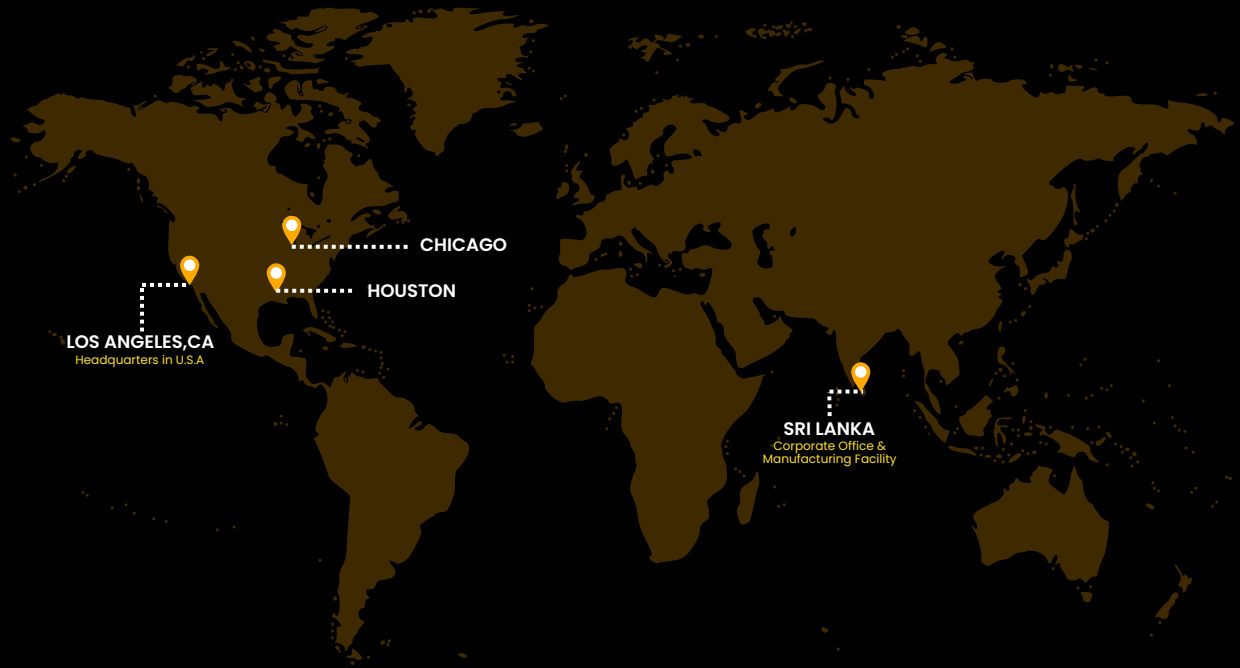 CHICAGO
HOUSTON
LOS ANGELES,CA
Headquarters in U.S.A
SRI LANKA
Corporate Office &
Manufacturing Facility